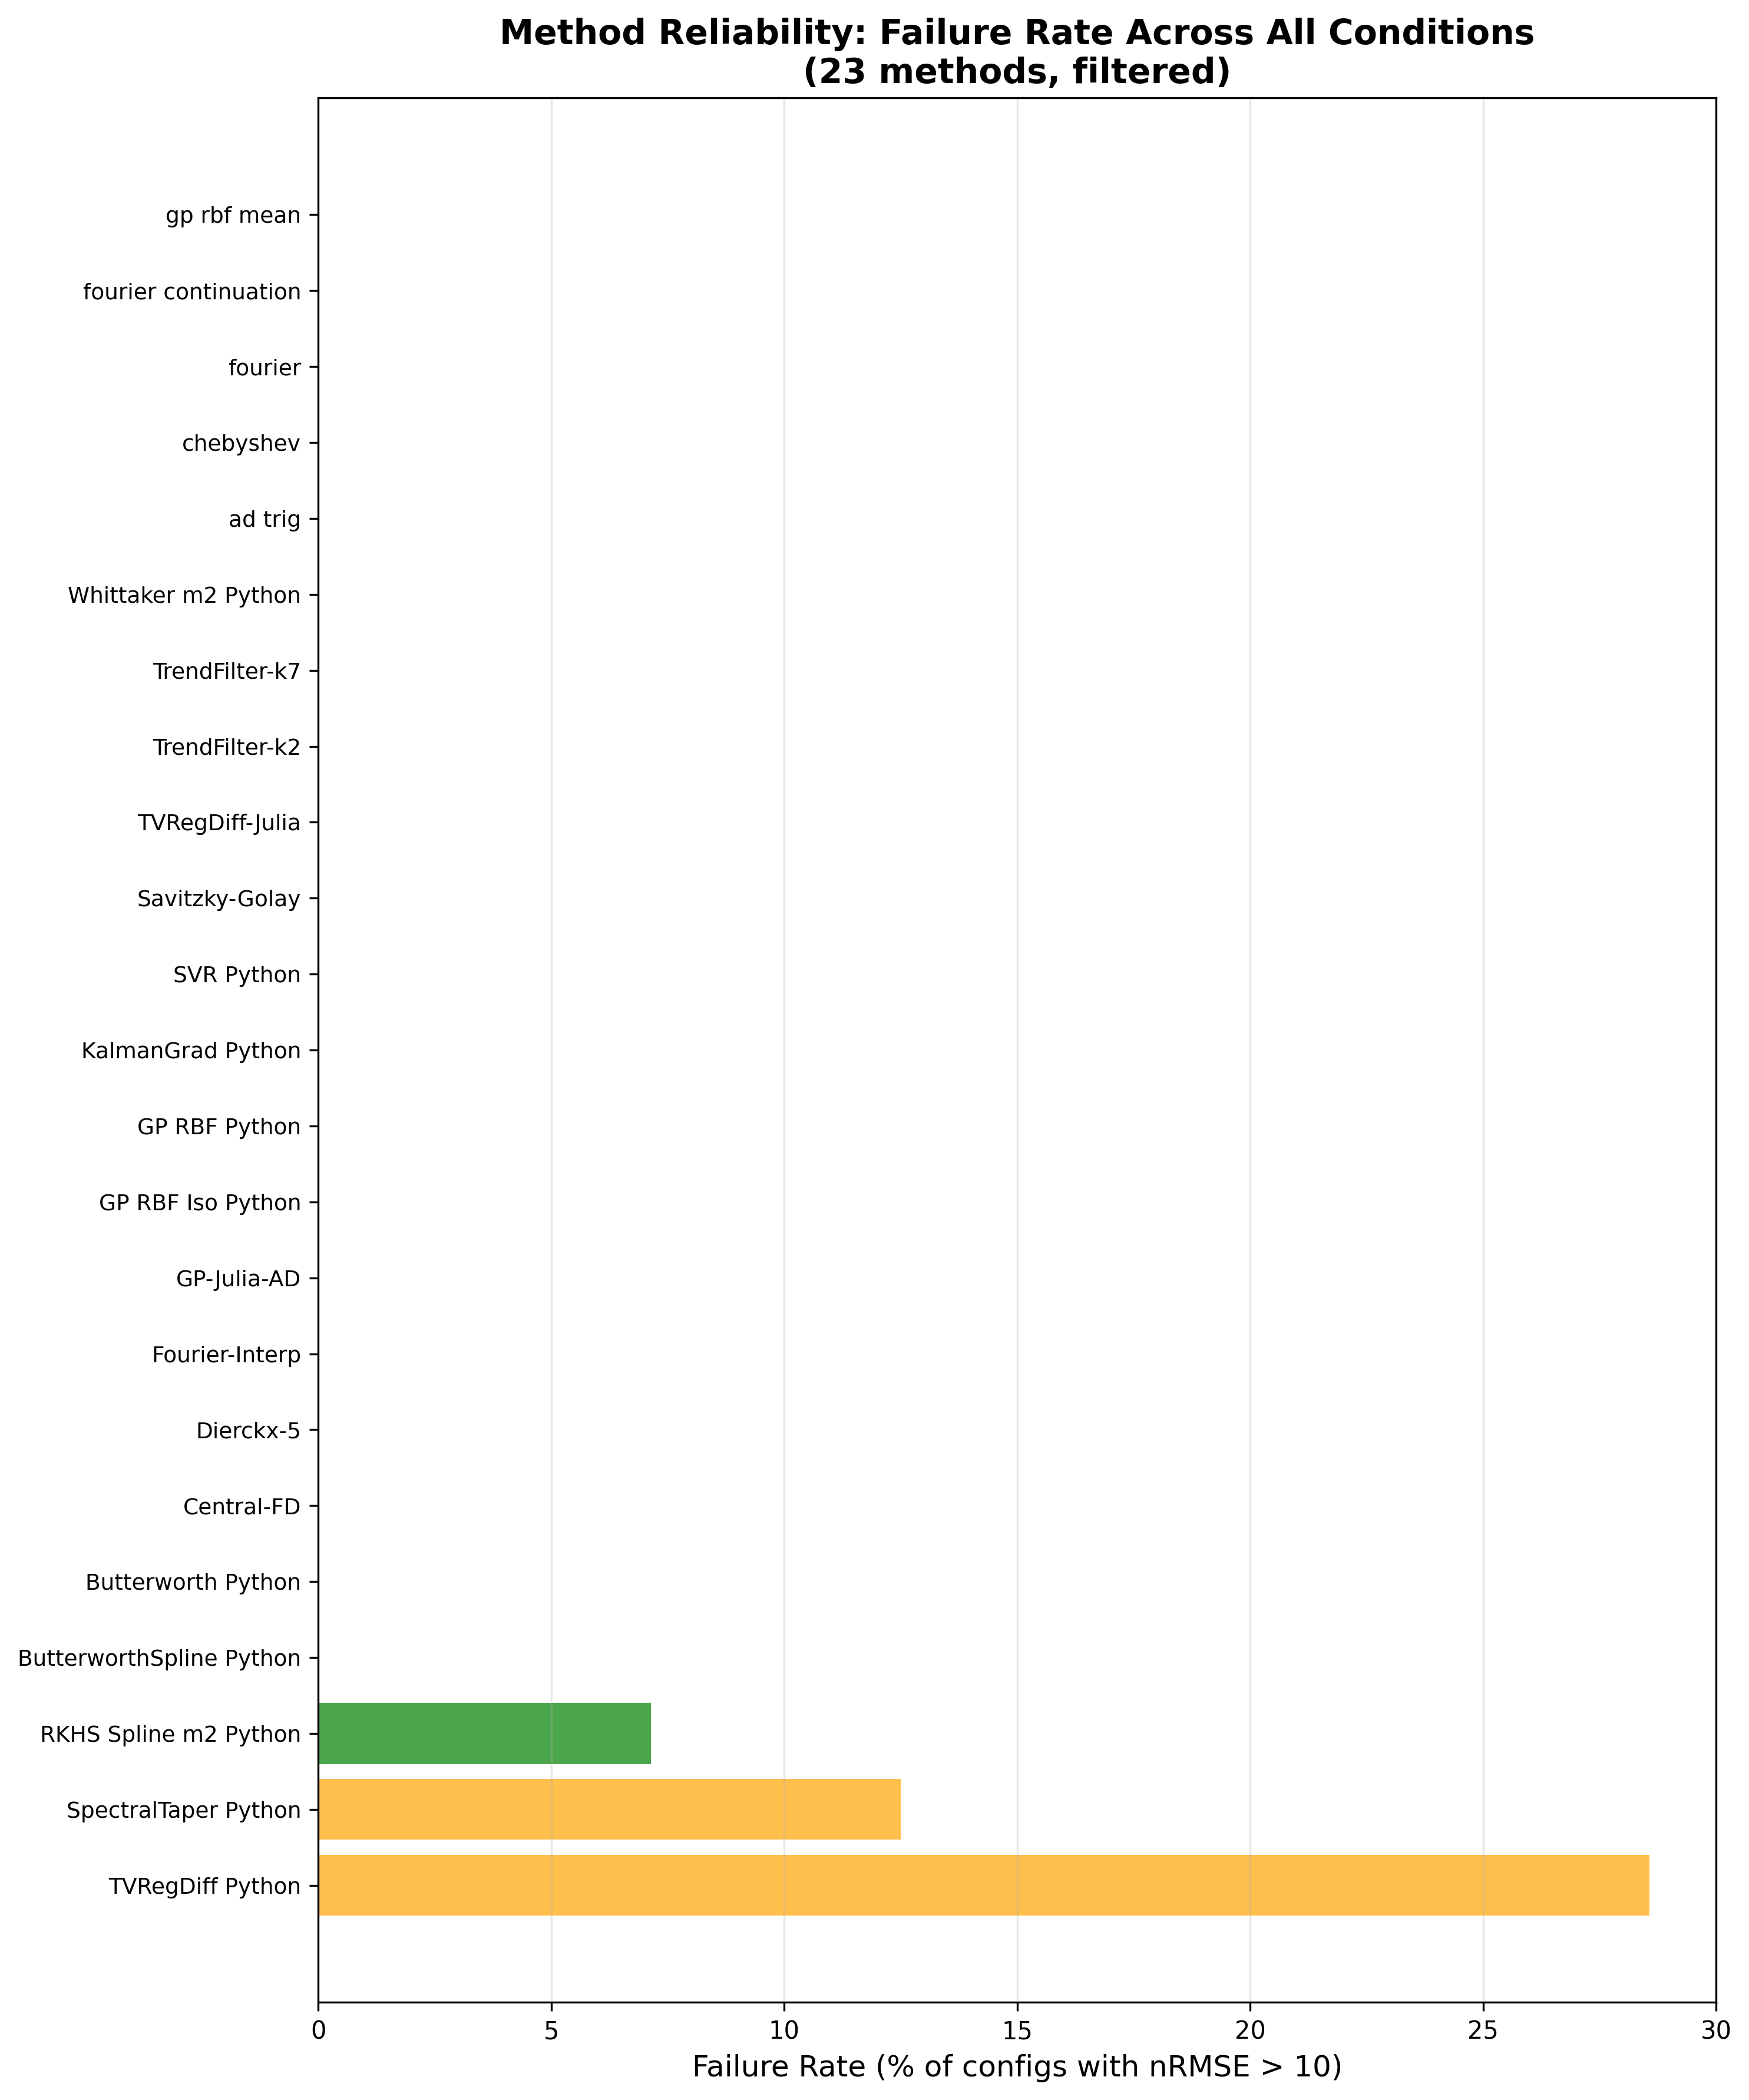 Method Reliability: Failure Rate Across All Conditions
(23 methods, filtered)
gp rbf mean
fourier continuation
fourier
chebyshev
ad trig
Whittaker m2 Python
TrendFilter-k7
TrendFilter-k2
TVRegDiff-Julia
Savitzky-Golay
SVR Python
KalmanGrad Python
GP RBF Python
GP RBF Iso Python
GP-Julia-AD
Fourier-Interp
Dierckx-5
Central-FD
Butterworth Python
ButterworthSpline Python
RKHS Spline m2 Python
SpectralTaper Python
TVRegDiff Python
0 5 10 15 20 25 30
Failure Rate (% of configs with nRMSE > 10)